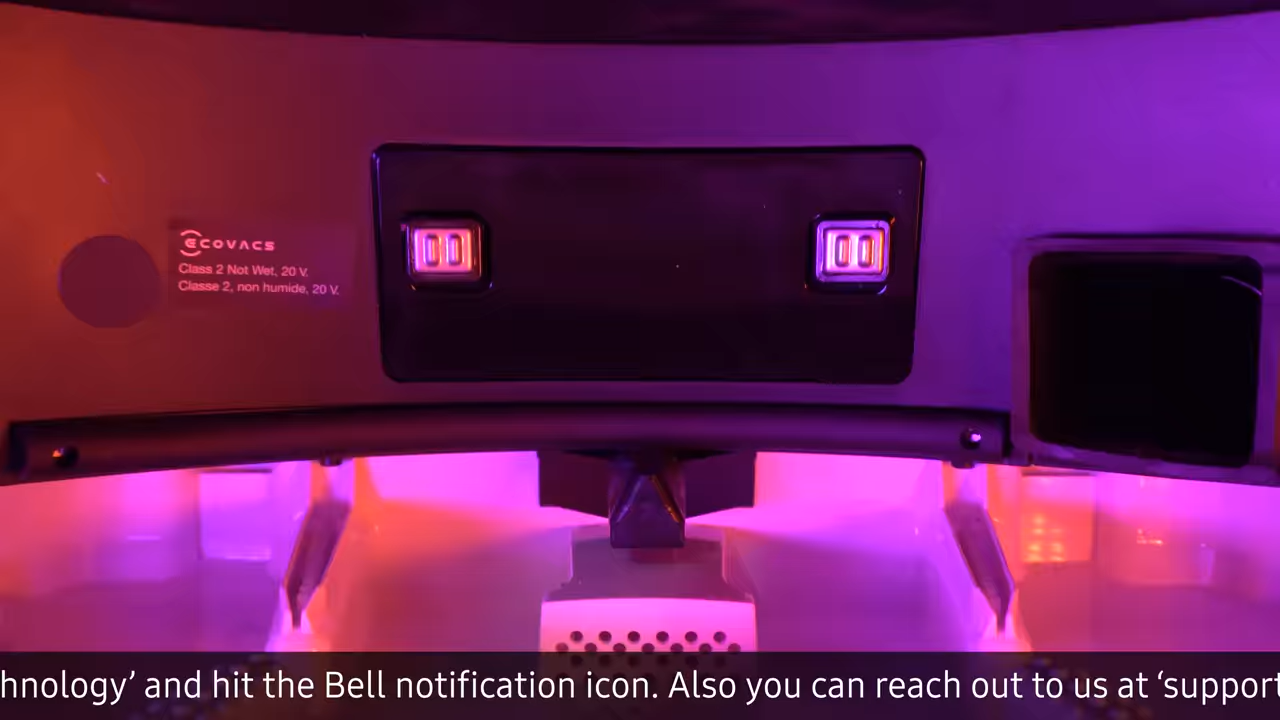 ECOVACS
Class 2 Not Wet, 20 V.
Classe 2, non humide, 20 V.
hnology’ and hit the Bell notification icon. Also you can reach out to us at ‘support